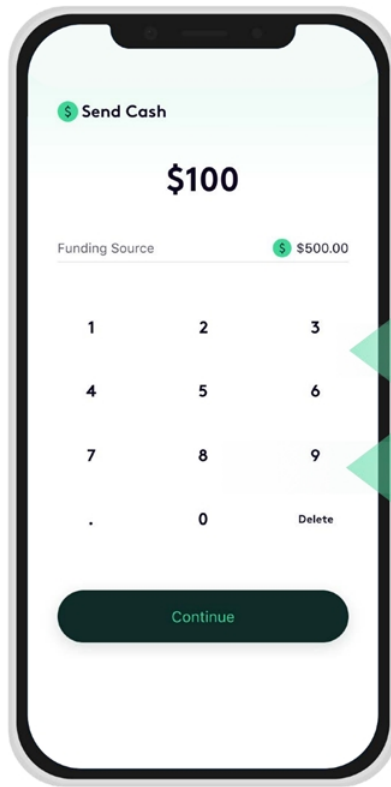 $ Send Cash
$100
Funding Source $ $500.00
1 2 3
4 5 6
7 8 9
. 0 Delete
Continue